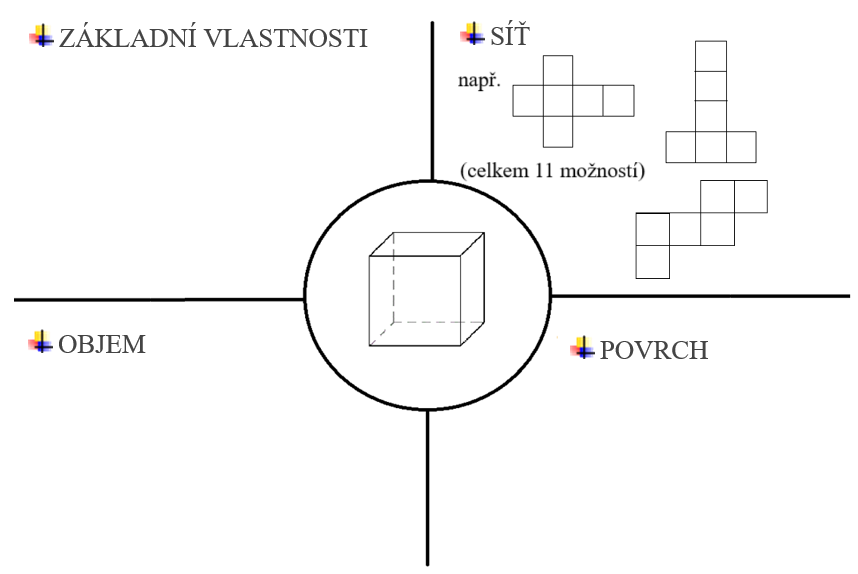 ZÁKLADNÍ VLASTNOSTI
SÍŤ
např.
(celkem 11 možností)
OBJEM
POVRCH